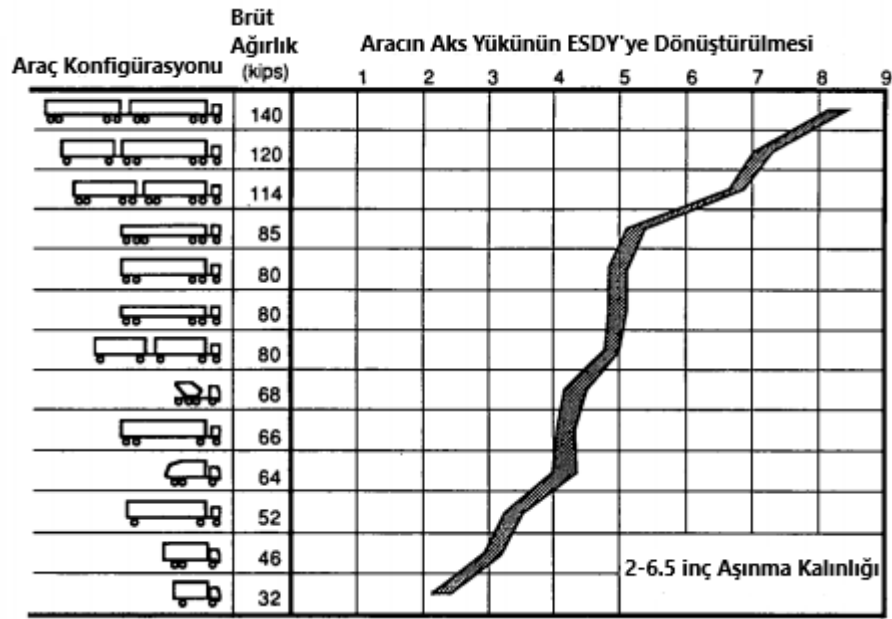 Brüt
Ağırlık
(kips)
Araç Konfigürasyonu
Aracın Aks Yükünün ESDY'ye Dönüştürülmesi
1 2 3 4 5 6 7 8 9
140
120
114
85
80
80
80
68
66
64
52
46
32
2-6.5 inç Aşınma Kalınlığı